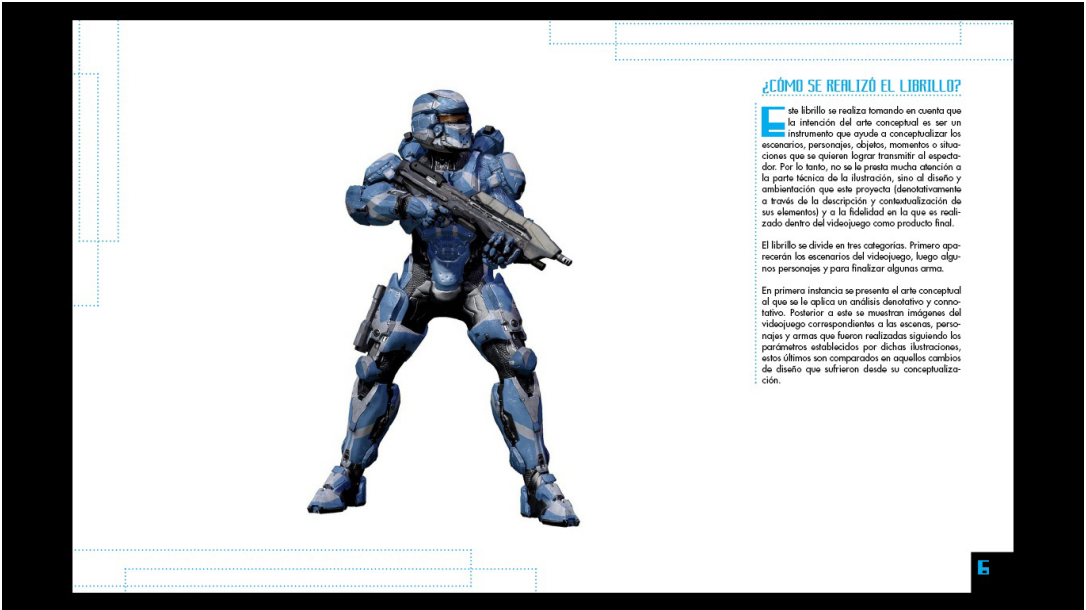 ¿CÓMO SE REALIZÓ EL LIBRILLO?
Este librillo se realiza tomando en cuenta que
la intención del arte conceptual es ser un
instrumento que ayude a conceptualizar los
escenarios, personajes, objetos, momentos o situa-
ciones que se quieren lograr transmitir al especta-
dor. Por lo tanto, no se le presta mucha atención a
la parte técnica de la ilustración, sino al diseño y
ambientación que este proyecta (denotativamente
a través de la descripción y contextualización de
sus elementos) y a la fidelidad en la que es reali-
zado dentro del videojuego como producto final.
El librillo se divide en tres categorías. Primero apa-
recerán los escenarios del videojuego, luego algu-
nos personajes y para finalizar algunas arma.
En primera instancia se presenta el arte conceptual
al que se le aplica un análisis denotativo y conno-
tativo. Posterior a este se muestran imágenes del
videojuego correspondientes a las escenas, perso-
najes y armas que fueron realizadas siguiendo los
parámetros establecidos por dichas ilustraciones,
estos últimos son comparados en aquellos cambios
de diseño que sufrieron desde su conceptualiza-
ción.
6